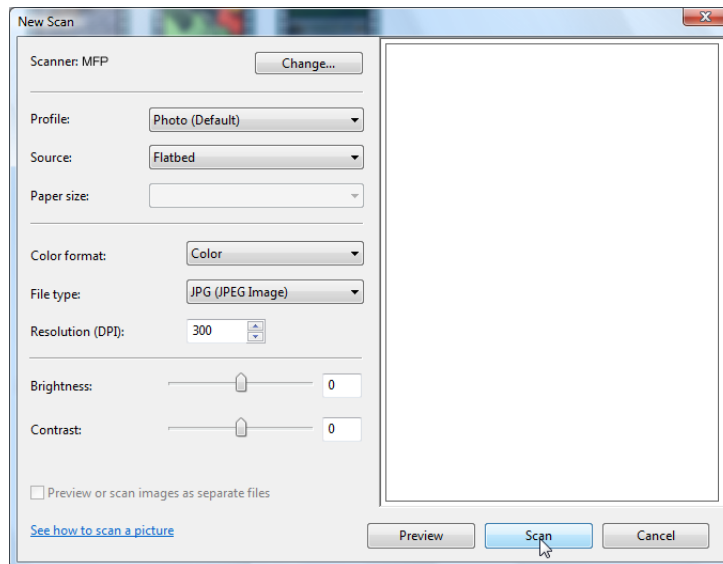 New Scan
Scanner: MFP
Change...
Profile:
Photo (Default)
Source:
Flatbed
Paper size:
Color format:
Color
File type:
JPG (JPEG Image)
Resolution (DPI):
300
Brightness:
0
Contrast:
0
Preview or scan images as separate files
See how to scan a picture
Preview
Scan
Cancel